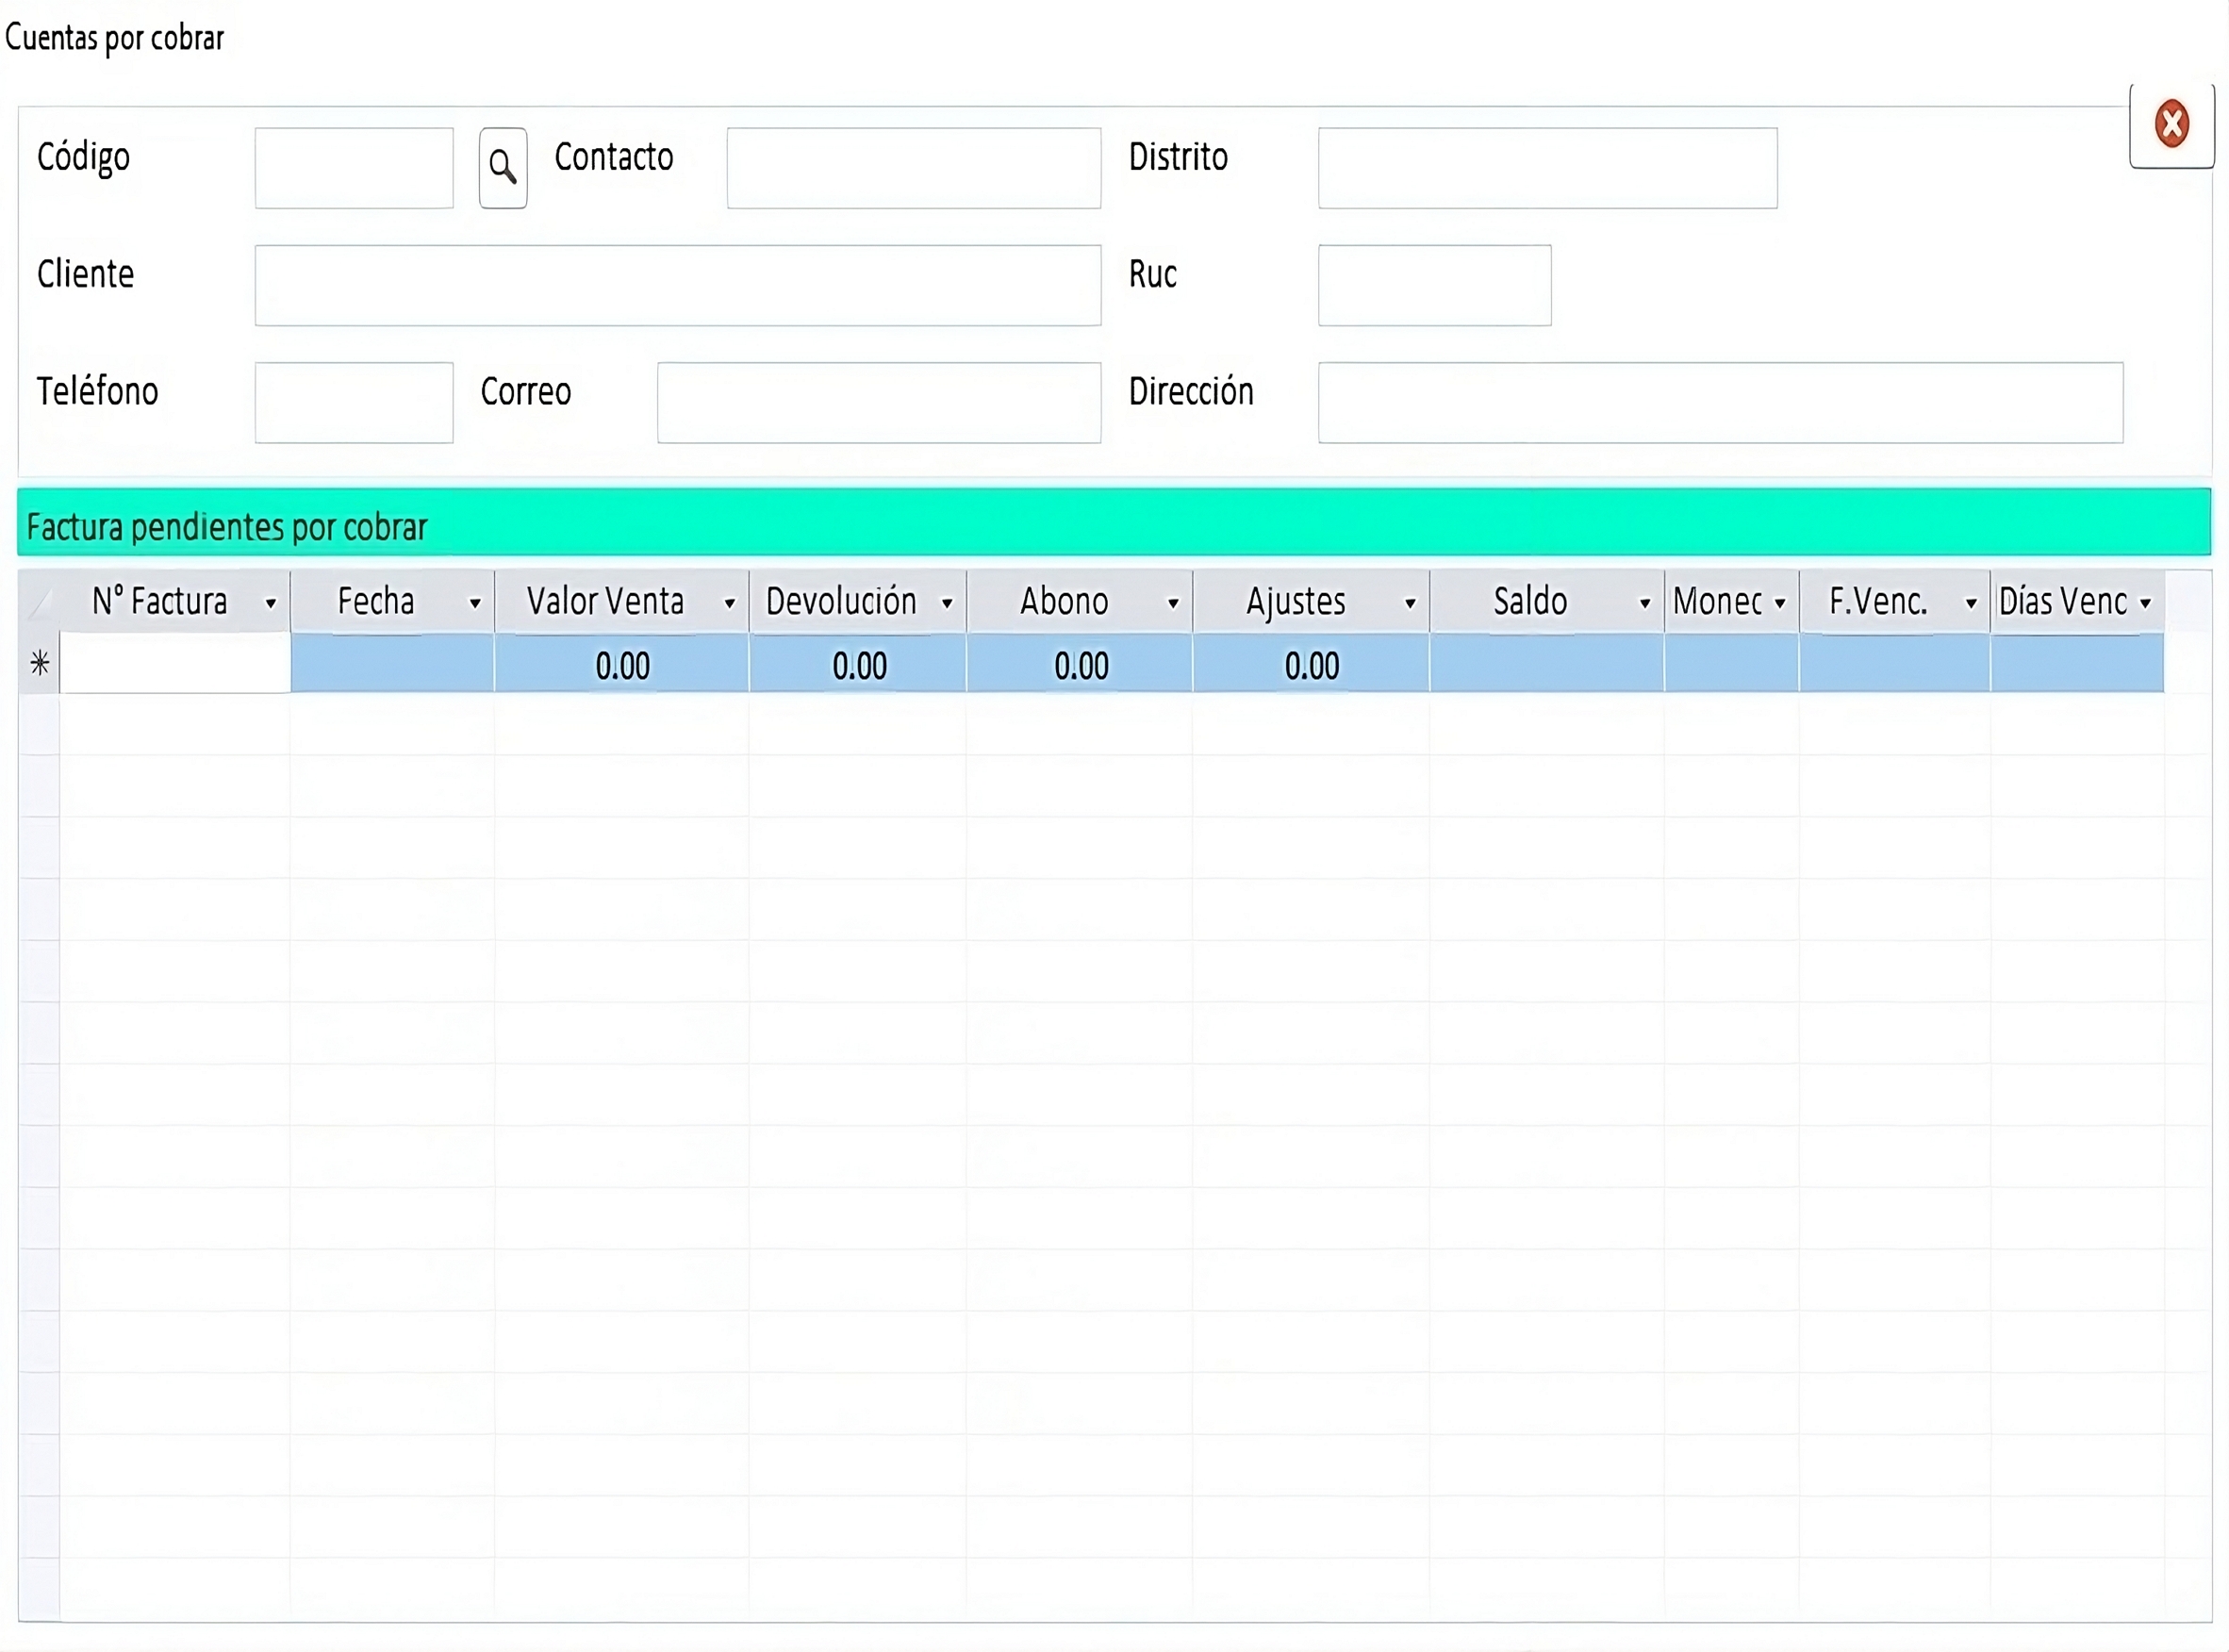 Cuentas por cobrar
Código Contacto Distrito
Cliente Ruc
Teléfono Correo Dirección
Factura pendientes por cobrar
N° Factura Fecha Valor Venta Devolución Abono Ajustes Saldo Monec F.Venc. Días Venc
0.00 0.00 0.00 0.00